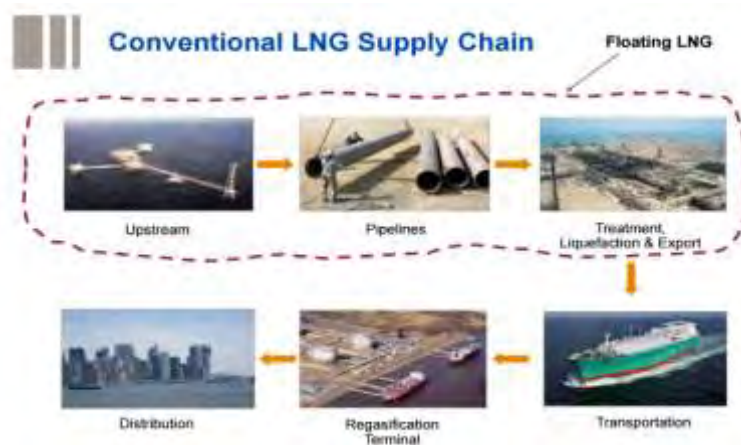 Conventional LNG Supply Chain
Floating LNG
Upstream
Pipelines
Treatment,
Liquefaction & Export
Distribution
Regasification
Terminal
Transportation